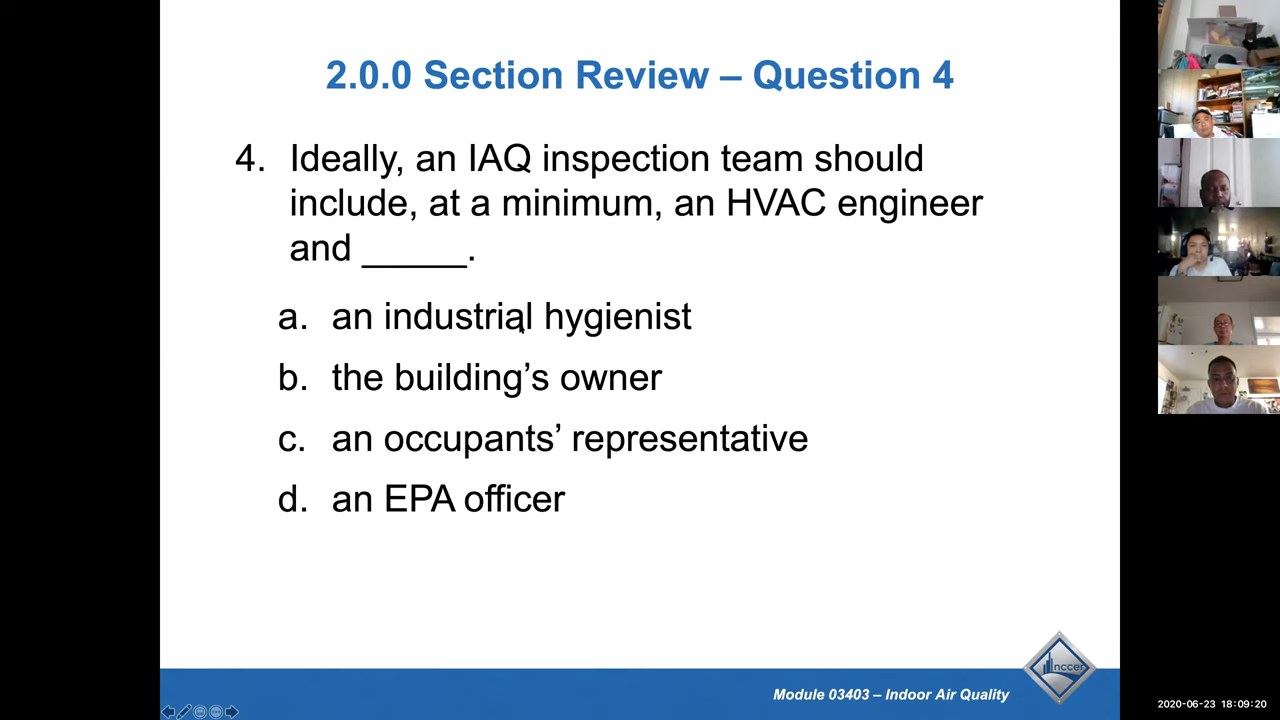 2.0.0 Section Review – Question 4
4. Ideally, an IAQ inspection team should
include, at a minimum, an HVAC engineer
and _____.
a. an industrial hygienist
b. the building’s owner
c. an occupants’ representative
d. an EPA officer
nccer
Module 03403 – Indoor Air Quality
2020-06-23 18:09:20